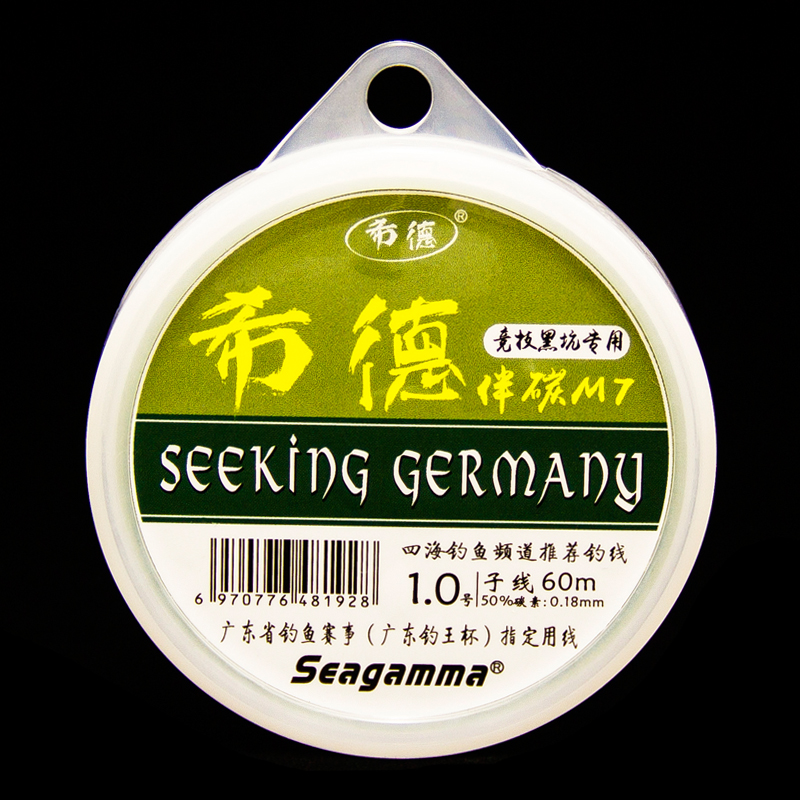 希德®
希德
竞技黑坑专用
伴碳M7
SEEKING GERMANY
四海钓鱼频道推荐钓线
1.0号 子线 60m
50%碳素:0.18mm
6 970776 481928
广东省钓鱼赛事(广东钓王杯)指定用线
Seagamma®